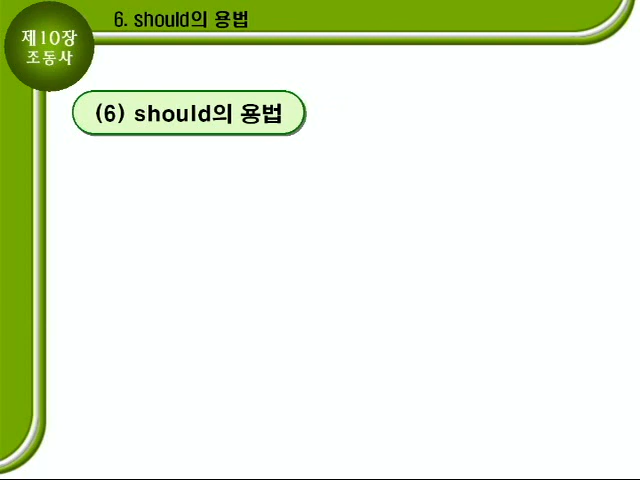 6. should의 용법
제10장
조동사
(6) should의 용법